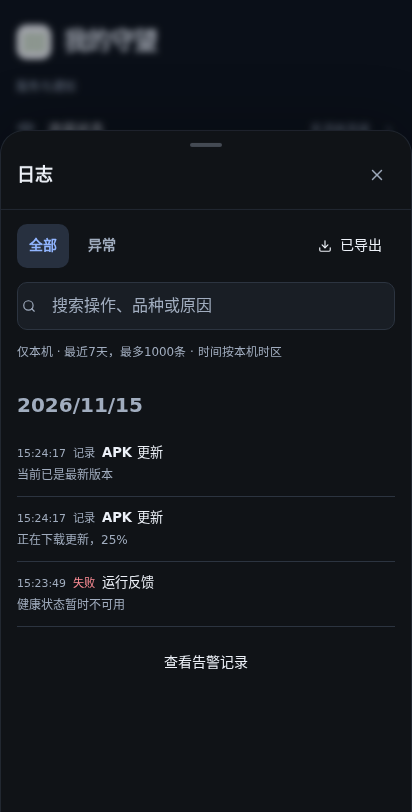 我的守望
日志
全部 异常 已导出
搜索操作、品种或原因
仅本机 · 最近7天，最多1000条 · 时间按本机时区
2026/11/15
15:24:17 记录 APK 更新
当前已是最新版本
15:24:17 记录 APK 更新
正在下载更新，25%
15:23:49 失败 运行反馈
健康状态暂时不可用
查看告警记录